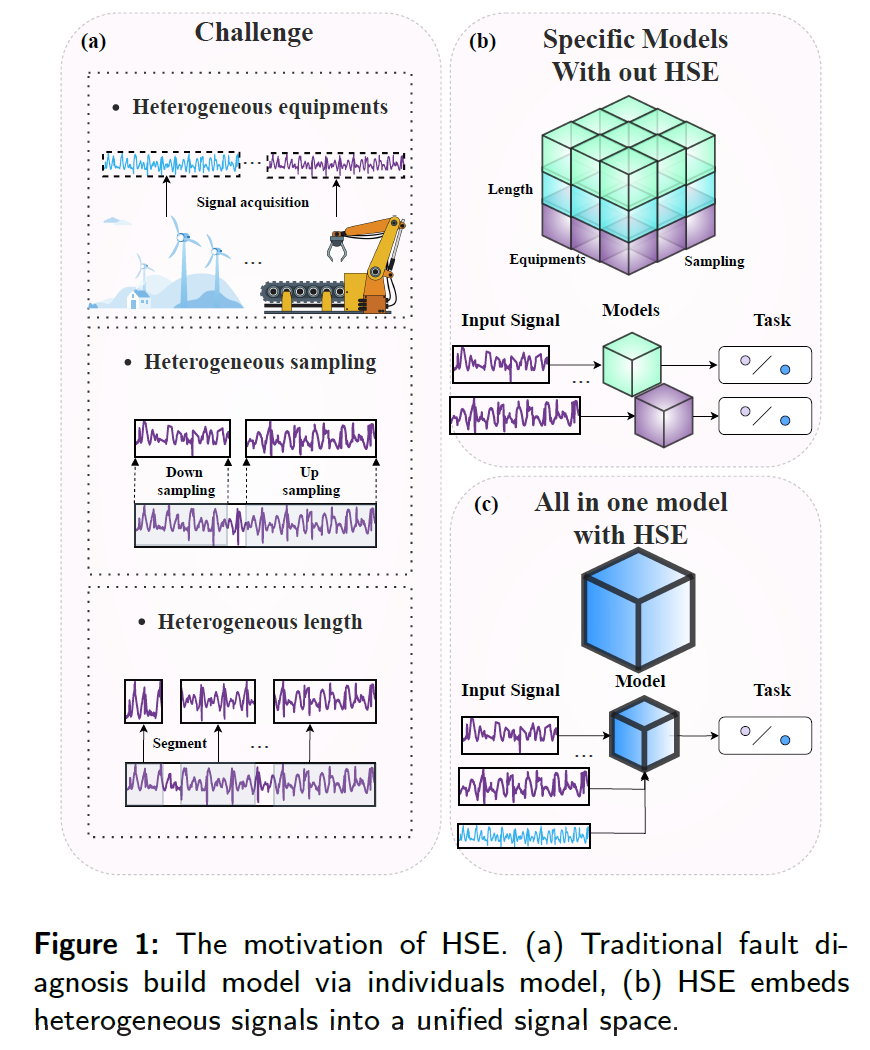 (a)
Challenge
• Heterogeneous equipments
...
Signal acquisition
...
• Heterogeneous sampling
Down
sampling
Up
sampling
• Heterogeneous length
Segment
...
(b)
Specific Models
With out HSE
Length
Equipments
Sampling
Input Signal
Models
Task
...
(c)
All in one model
with HSE
Input Signal
Model
Task
...
Figure 1: The motivation of HSE. (a) Traditional fault di-
agnosis build model via individuals model, (b) HSE embeds
heterogeneous signals into a unified signal space.